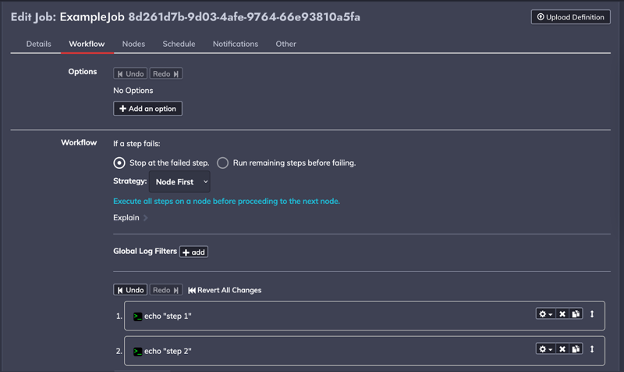 Edit Job: ExampleJob 8d261d7b-9d03-4afe-9764-66e93810a5fa
Upload Definition
Details Workflow Nodes Schedule Notifications Other
Options
Undo Redo
No Options
Add an option
Workflow
If a step fails:
Stop at the failed step. Run remaining steps before failing.
Strategy: Node First
Execute all steps on a node before proceeding to the next node.
Explain
Global Log Filters + add
Undo Redo Revert All Changes
1. echo "step 1"
2. echo "step 2"